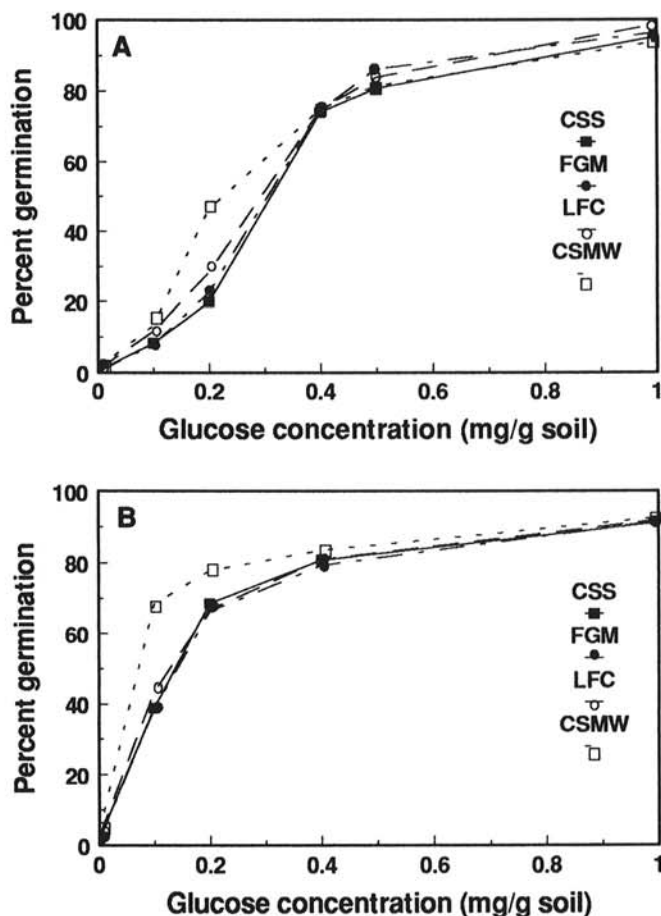 A
100
80
60
40
20
0
Percent germination
CSS
FGM
LFC
CSMW
0 0.2 0.4 0.6 0.8 1
Glucose concentration (mg/g soil)
B
100
80
60
40
20
0
Percent germination
CSS
FGM
LFC
CSMW
0 0.2 0.4 0.6 0.8 1
Glucose concentration (mg/g soil)